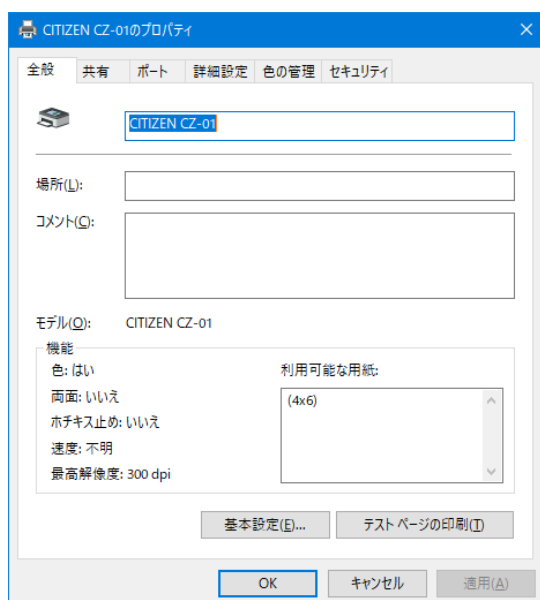 CITIZEN CZ-01のプロパティ
全般 共有 ポート 詳細設定 色の管理 セキュリティ
CITIZEN CZ-01
場所(L):
コメント(C):
モデル(O): CITIZEN CZ-01
機能
色: はい
両面: いいえ
ホチキス止め: いいえ
速度: 不明
最高解像度: 300 dpi
利用可能な用紙:
(4x6)
基本設定(E)... テスト ページの印刷(T)
OK キャンセル 適用(A)